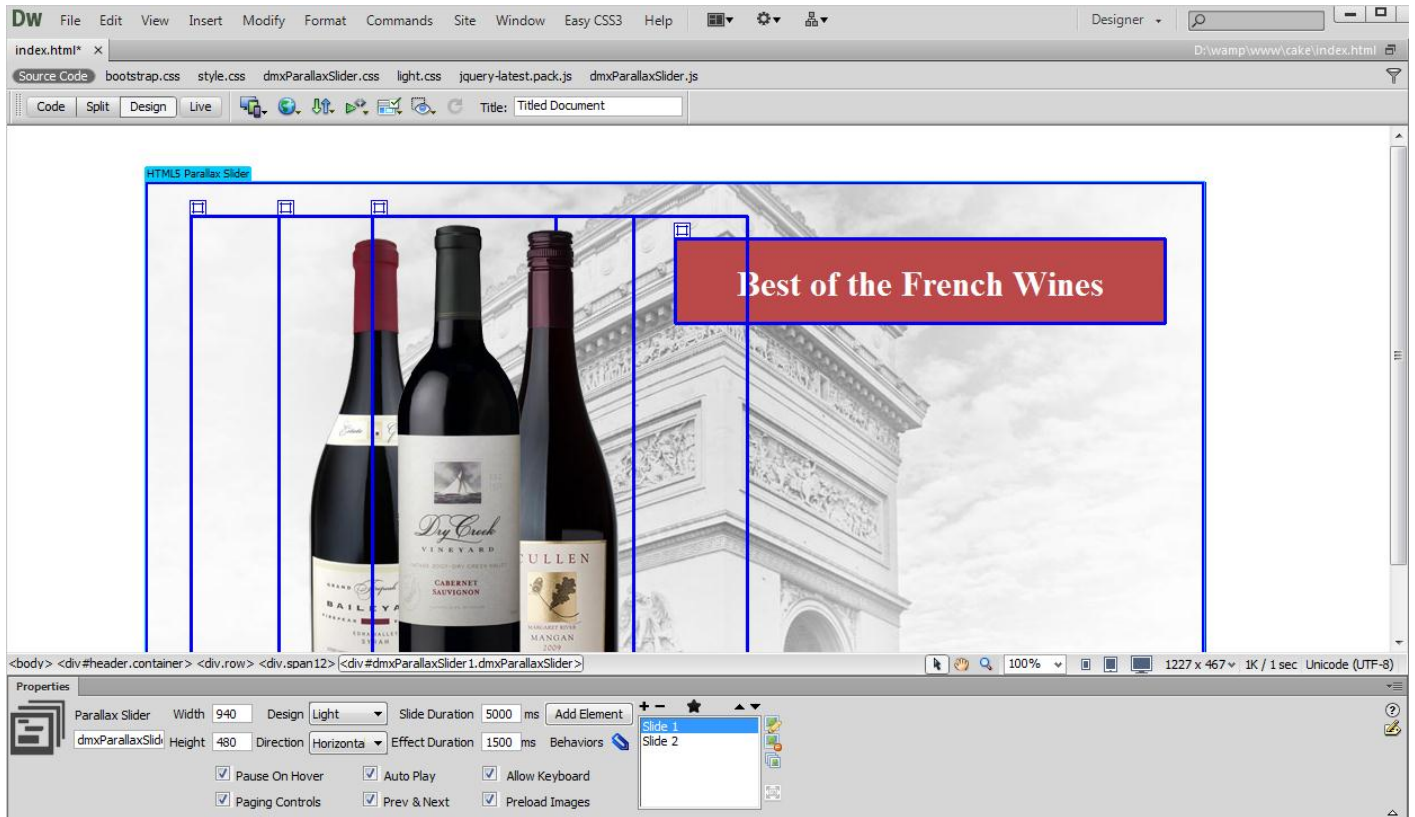 DW File Edit View Insert Modify Format Commands Site Window Easy CSS3 Help Designer
index.html* × D:\wamp\www\cake\index.html
Source Code bootstrap.css style.css dmxParallaxSlider.css light.css jquery-latest.pack.js dmxParallaxSlider.js
Code Split Design Live Title: Titled Document
HTML5 Parallax Slider
Best of the French Wines
Dry Creek
VINEYARD
CABERNET
SAUVIGNON
GRAND
BAILEYA
SYRAH
CULLEN
MARGARET RIVER
MANGAN
2009
<body> <div#header.container> <div.row> <div.span12> <div#dmxParallaxSlider1.dmxParallaxSlider> 100% 1227 x 467 1K / 1 sec Unicode (UTF-8)
Properties
Parallax Slider Width 940 Design Light Slide Duration 5000 ms Add Element
dmxParallaxSlid Height 480 Direction Horizonta Effect Duration 1500 ms Behaviors
Slide 1
Slide 2
Pause On Hover Auto Play Allow Keyboard
Paging Controls Prev & Next Preload Images